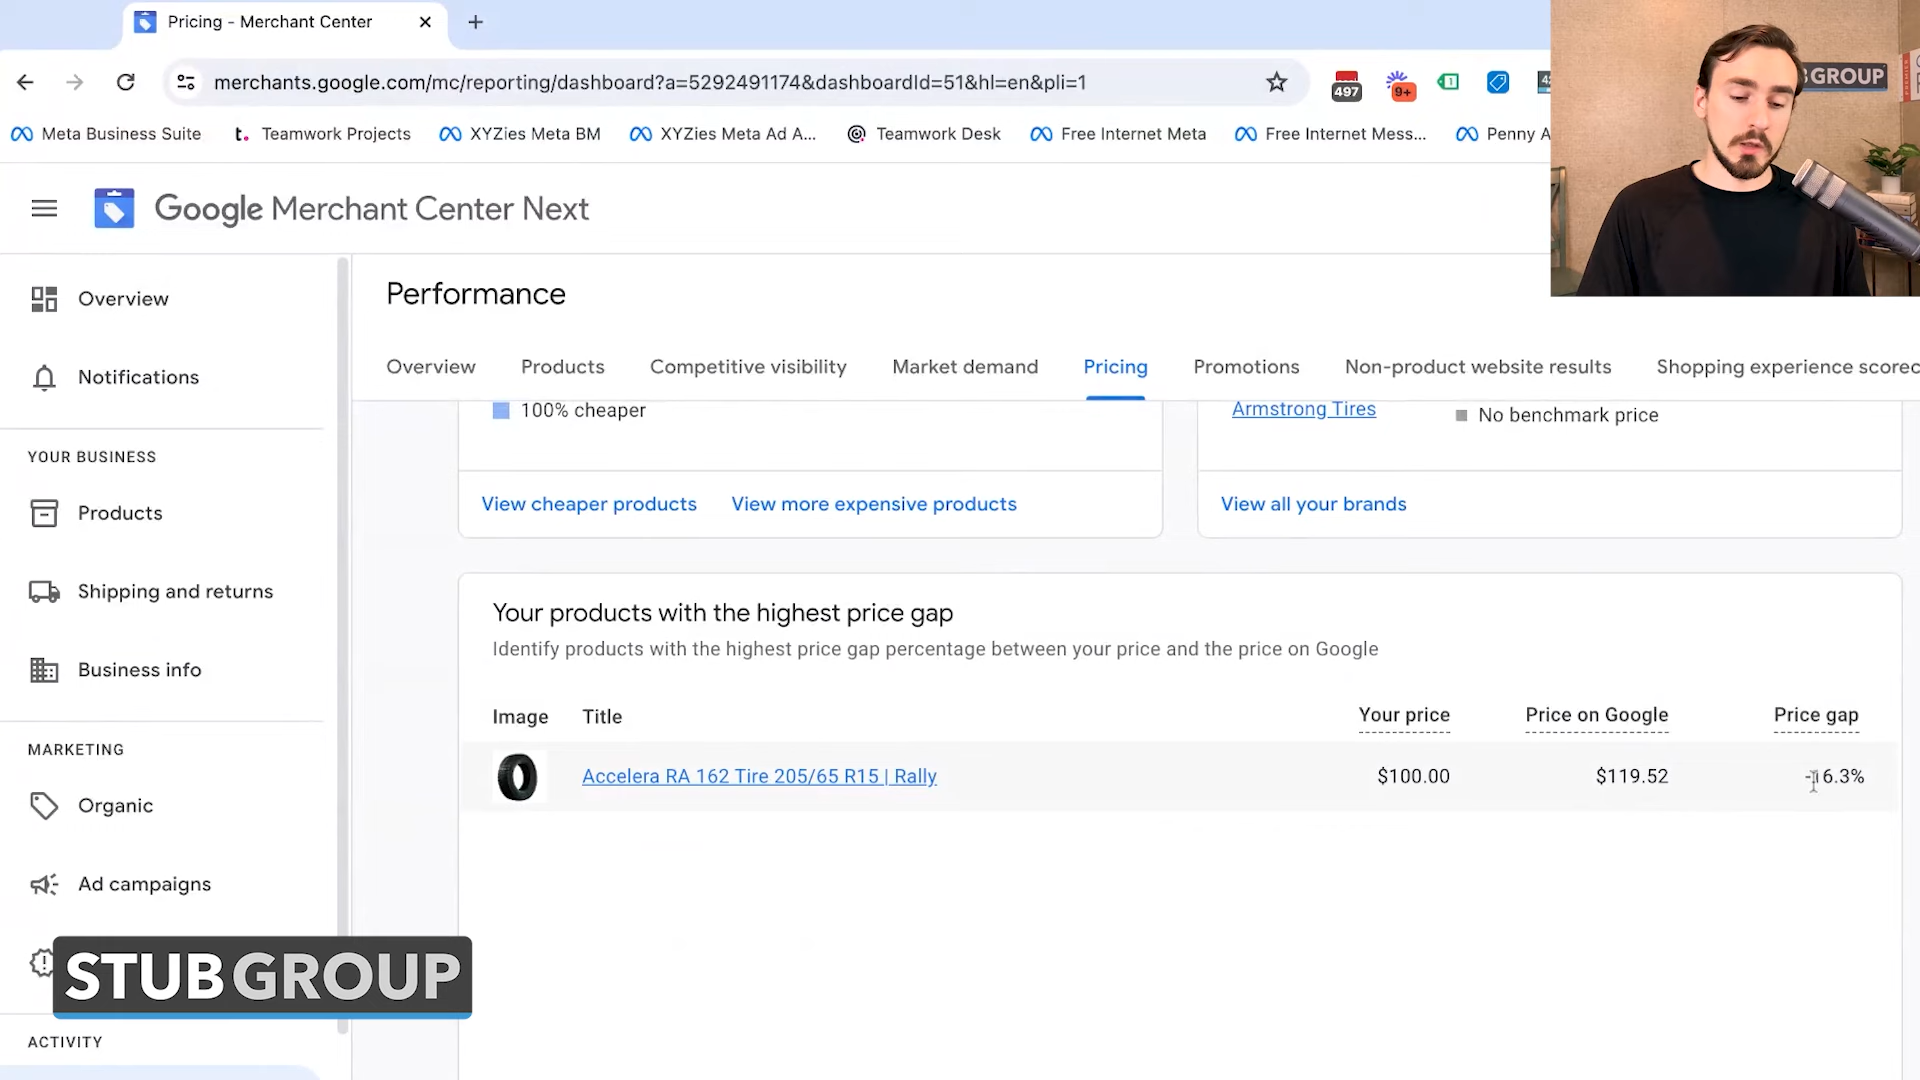 Pricing - Merchant Center
merchants.google.com/mc/reporting/dashboard?a=5292491174&dashboardId=51&hl=en&pli=1
497
9+
1
Meta Business Suite
Teamwork Projects
XYZies Meta BM
XYZies Meta Ad A...
Teamwork Desk
Free Internet Meta
Free Internet Mess...
Penny A
GROUP
Google Merchant Center Next
Overview
Notifications
YOUR BUSINESS
Products
Shipping and returns
Business info
MARKETING
Organic
Ad campaigns
STUBGROUP
ACTIVITY
Performance
Overview
Products
Competitive visibility
Market demand
Pricing
Promotions
Non-product website results
Shopping experience scorec
100% cheaper
View cheaper products
View more expensive products
Armstrong Tires
No benchmark price
View all your brands
Your products with the highest price gap
Identify products with the highest price gap percentage between your price and the price on Google
Image Title Your price Price on Google Price gap
Accelera RA 162 Tire 205/65 R15 | Rally $100.00 $119.52 -16.3%